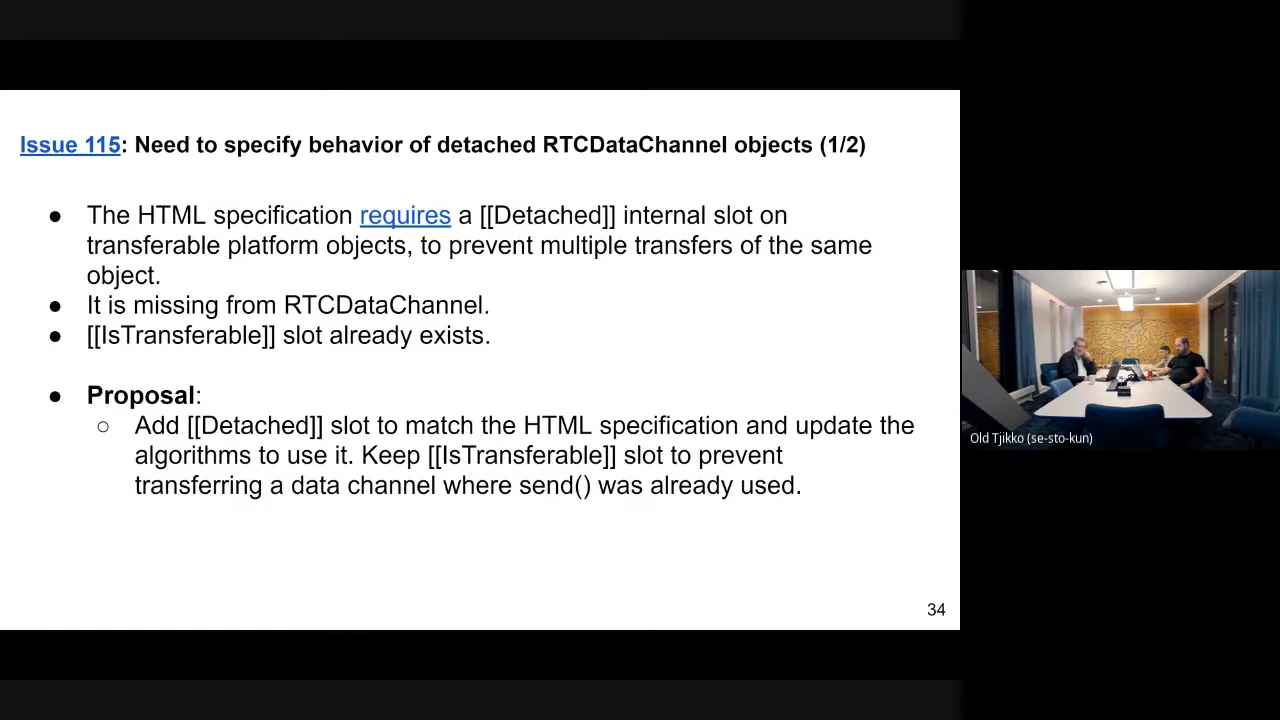 Issue 115: Need to specify behavior of detached RTCDataChannel objects (1/2)
● The HTML specification requires a [[Detached]] internal slot on
transferable platform objects, to prevent multiple transfers of the same
object.
● It is missing from RTCDataChannel.
● [[IsTransferable]] slot already exists.
● Proposal:
○ Add [[Detached]] slot to match the HTML specification and update the
algorithms to use it. Keep [[IsTransferable]] slot to prevent
transferring a data channel where send() was already used.
34
Old Tjikko (se-sto-kun)